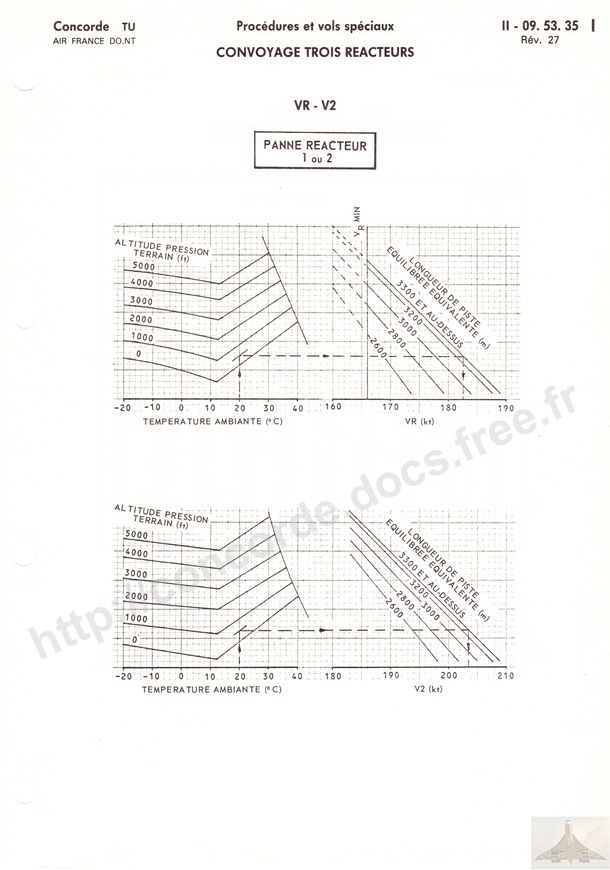 Concorde TU
AIR FRANCE DO.NT
Procédures et vols spéciaux
CONVOYAGE TROIS REACTEURS
II - 09. 53. 35
Rév. 27
VR - V2
PANNE REACTEUR
1 ou 2
ALTITUDE PRESSION
TERRAIN (ft)
5000
4000
3000
2000
1000
0
VR MIN
LONGUEUR DE PISTE
EQUILIBREE EQUIVALENTE (m)
3300 ET AU-DESSUS
3200
3000
2800
2600
-20 -10 0 10 20 30 40
TEMPERATURE AMBIANTE (°C)
160 170 180 190
VR (kt)
ALTITUDE PRESSION
TERRAIN (ft)
5000
4000
3000
2000
1000
0
LONGUEUR DE PISTE
EQUILIBREE EQUIVALENTE (m)
3300 ET AU-DESSUS
3200
3000
2800
2600
-20 -10 0 10 20 30 40
TEMPERATURE AMBIANTE (°C)
180 190 200 210
V2 (kt)
http://concorde.docs.free.fr